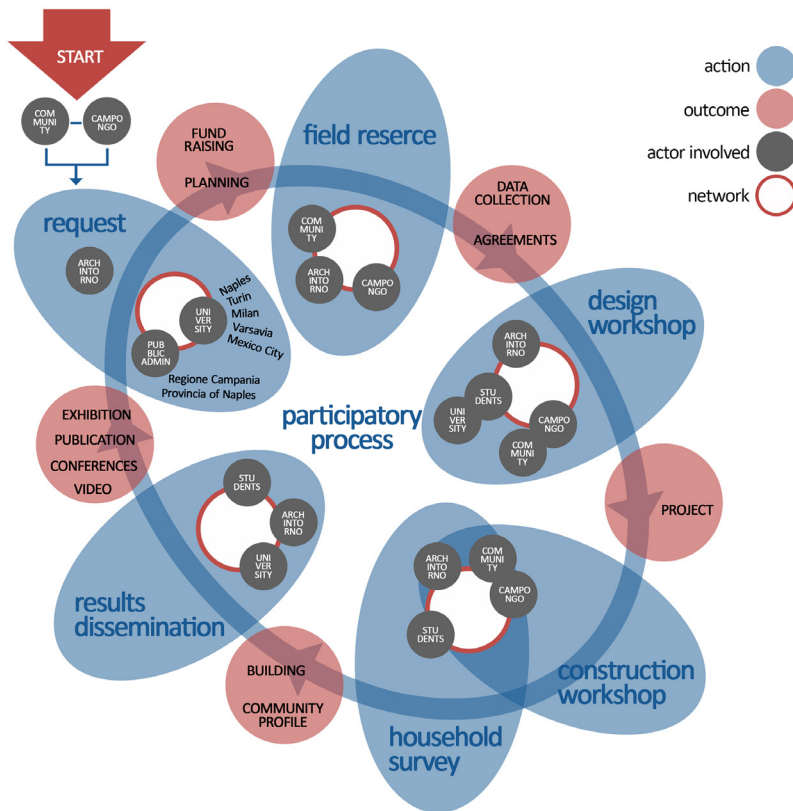 START
COM
MUNI
TY
CAMPO
NGO
action
outcome
actor involved
network
FUND
RAISING
PLANNING
field reserce
COM
MUNI
TY
ARCH
INTO
RNO
CAMPO
NGO
DATA
COLLECTION
AGREEMENTS
request
ARCH
INTO
RNO
UNI
VER
SITY
PUB
BLIC
ADMIN
Naples
Turin
Milan
Varsavia
Mexico City
Regione Campania
Provincia of Naples
design
workshop
ARCH
INTO
RNO
STU
DENTS
UNI
VER
SITY
CAMPO
NGO
COM
MUNI
TY
participatory
process
EXHIBITION
PUBLICATION
CONFERENCES
VIDEO
PROJECT
STU
DENTS
ARCH
INTO
RNO
UNI
VER
SITY
results
dissemination
ARCH
INTO
RNO
COM
MUNI
TY
CAMPO
NGO
STU
DENTS
construction
workshop
household
survey
BUILDING
COMMUNITY
PROFILE